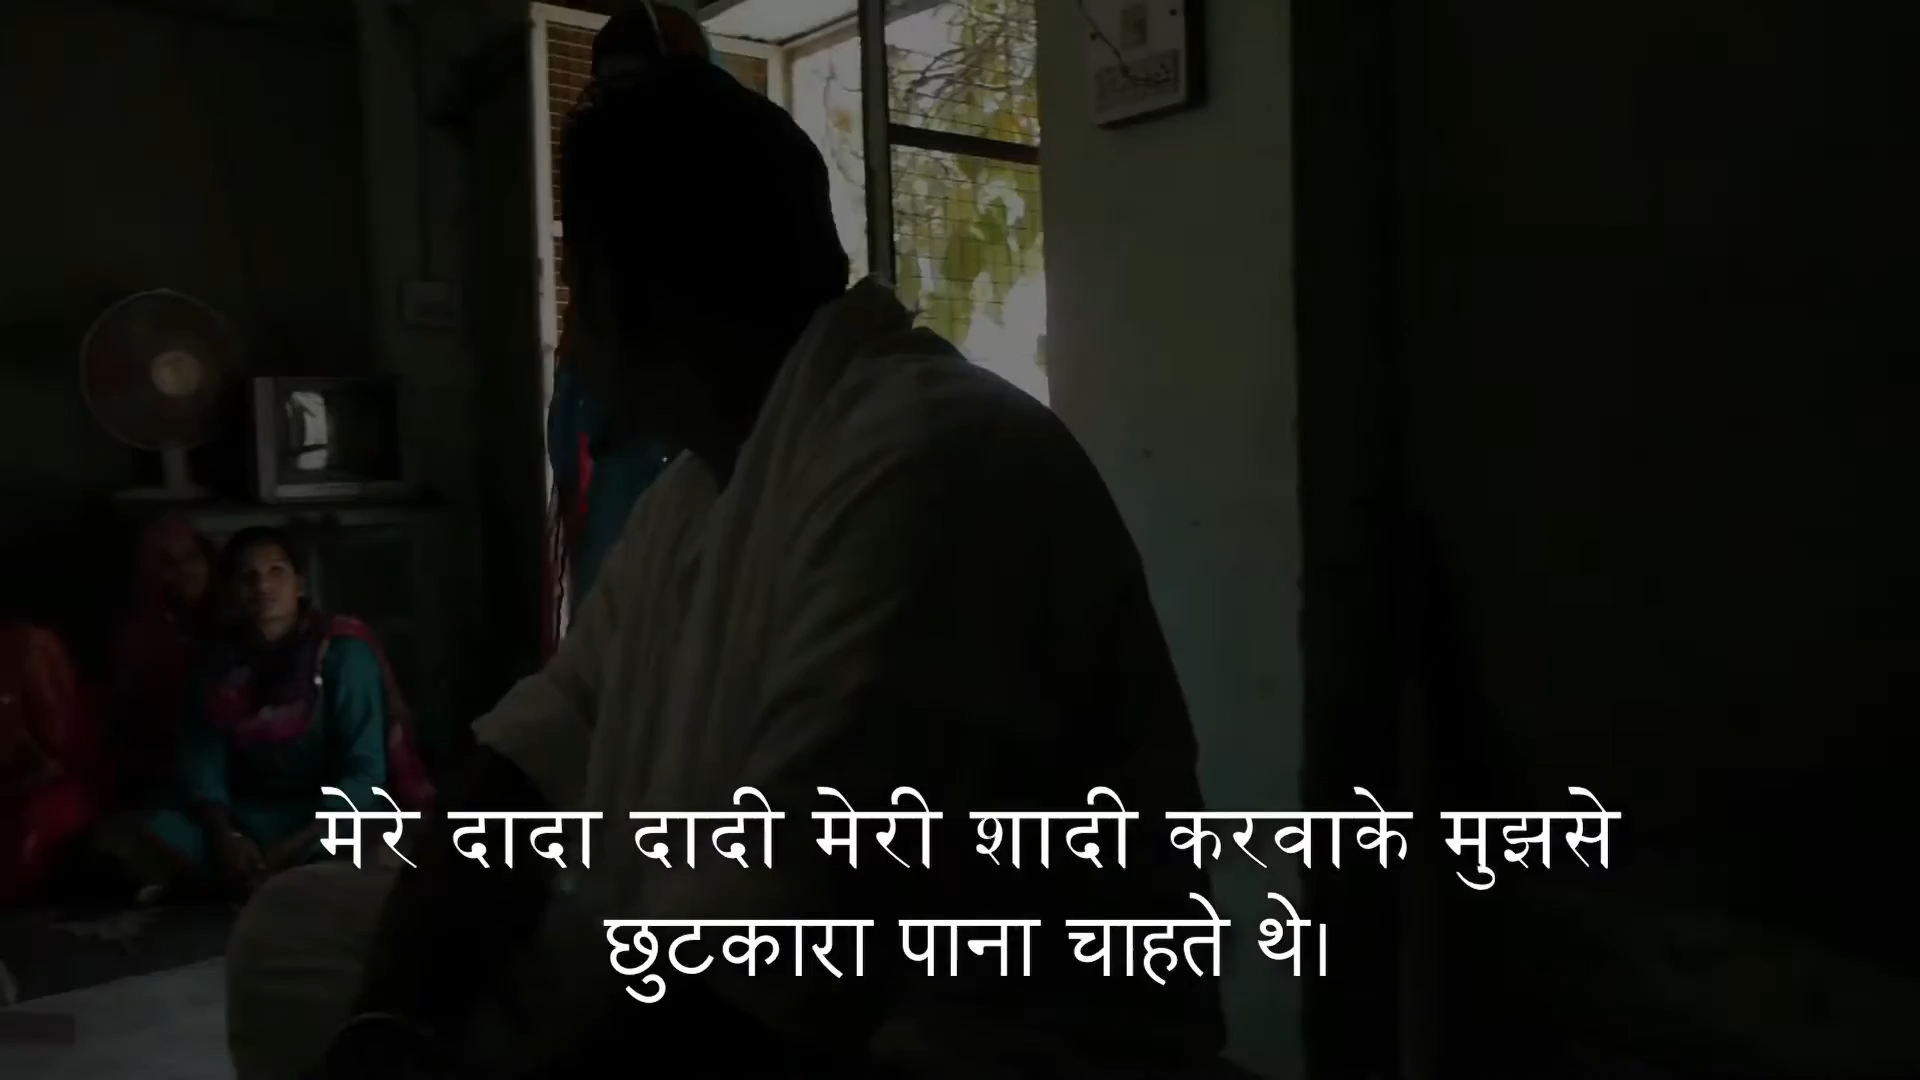 मेरे दादा दादी मेरी शादी करवाके मुझसे
छुटकारा पाना चाहते थे।